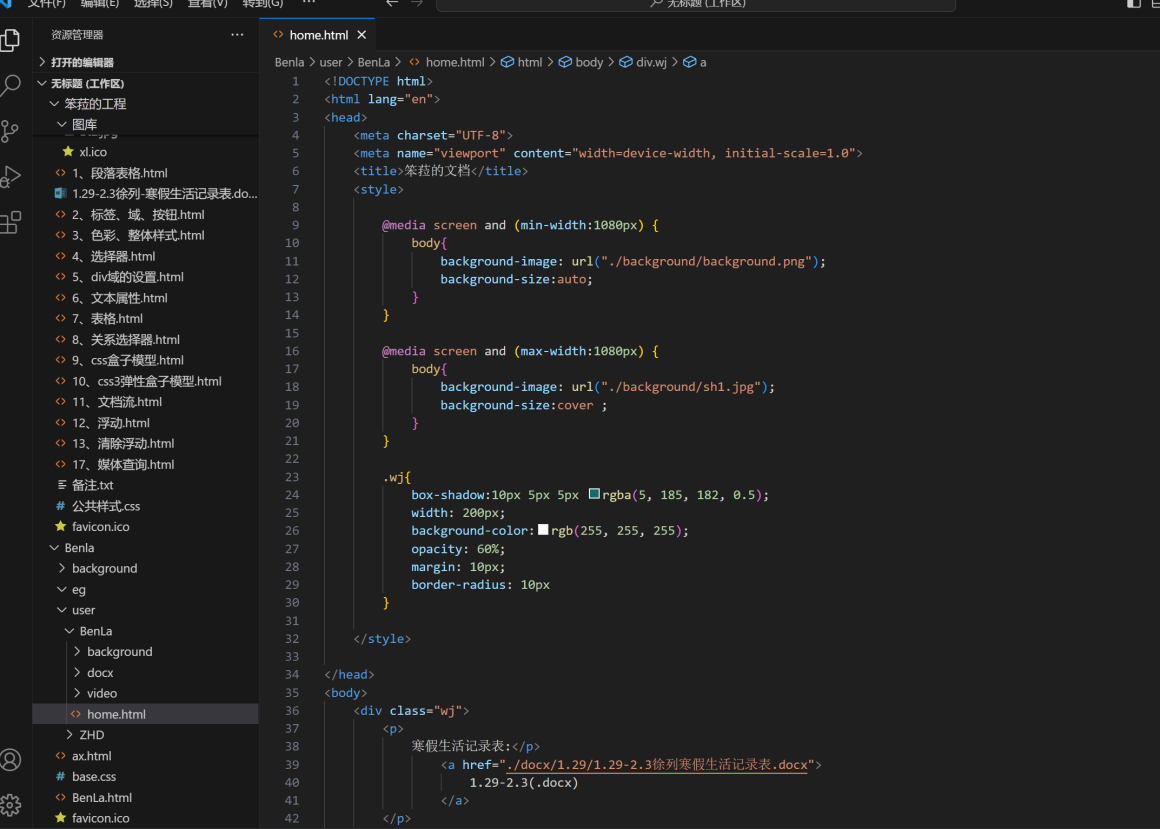 文件(F) 编辑(E) 选择(S) 查看(V) 转到(G) ··· 无标题 (工作区)
资源管理器 ···
打开的编辑器
无标题 (工作区)
笨菈的工程
图库
xl.ico
1、段落表格.html
1.29-2.3徐列-寒假生活记录表.do...
2、标签、域、按钮.html
3、色彩、整体样式.html
4、选择器.html
5、div域的设置.html
6、文本属性.html
7、表格.html
8、关系选择器.html
9、css盒子模型.html
10、css3弹性盒子模型.html
11、文档流.html
12、浮动.html
13、清除浮动.html
17、媒体查询.html
备注.txt
公共样式.css
favicon.ico
Benla
background
eg
user
BenLa
background
docx
video
home.html
ZHD
ax.html
base.css
BenLa.html
favicon.ico
home.html
Benla > user > BenLa > home.html > html > body > div.wj > a
1 <!DOCTYPE html>
2 <html lang="en">
3 <head>
4 <meta charset="UTF-8">
5 <meta name="viewport" content="width=device-width, initial-scale=1.0">
6 <title>笨菈的文档</title>
7 <style>
8
9 @media screen and (min-width:1080px) {
10 body{
11 background-image: url("./background/background.png");
12 background-size:auto;
13 }
14 }
15
16 @media screen and (max-width:1080px) {
17 body{
18 background-image: url("./background/sh1.jpg");
19 background-size:cover ;
20 }
21 }
22
23 .wj{
24 box-shadow:10px 5px 5px rgba(5, 185, 182, 0.5);
25 width: 200px;
26 background-color: rgb(255, 255, 255);
27 opacity: 60%;
28 margin: 10px;
29 border-radius: 10px
30 }
31
32 </style>
33
34 </head>
35 <body>
36 <div class="wj">
37 <p>
38 寒假生活记录表:</p>
39 <a href="./docx/1.29/1.29-2.3徐列寒假生活记录表.docx">
40 1.29-2.3(.docx)
41 </a>
42 </p>